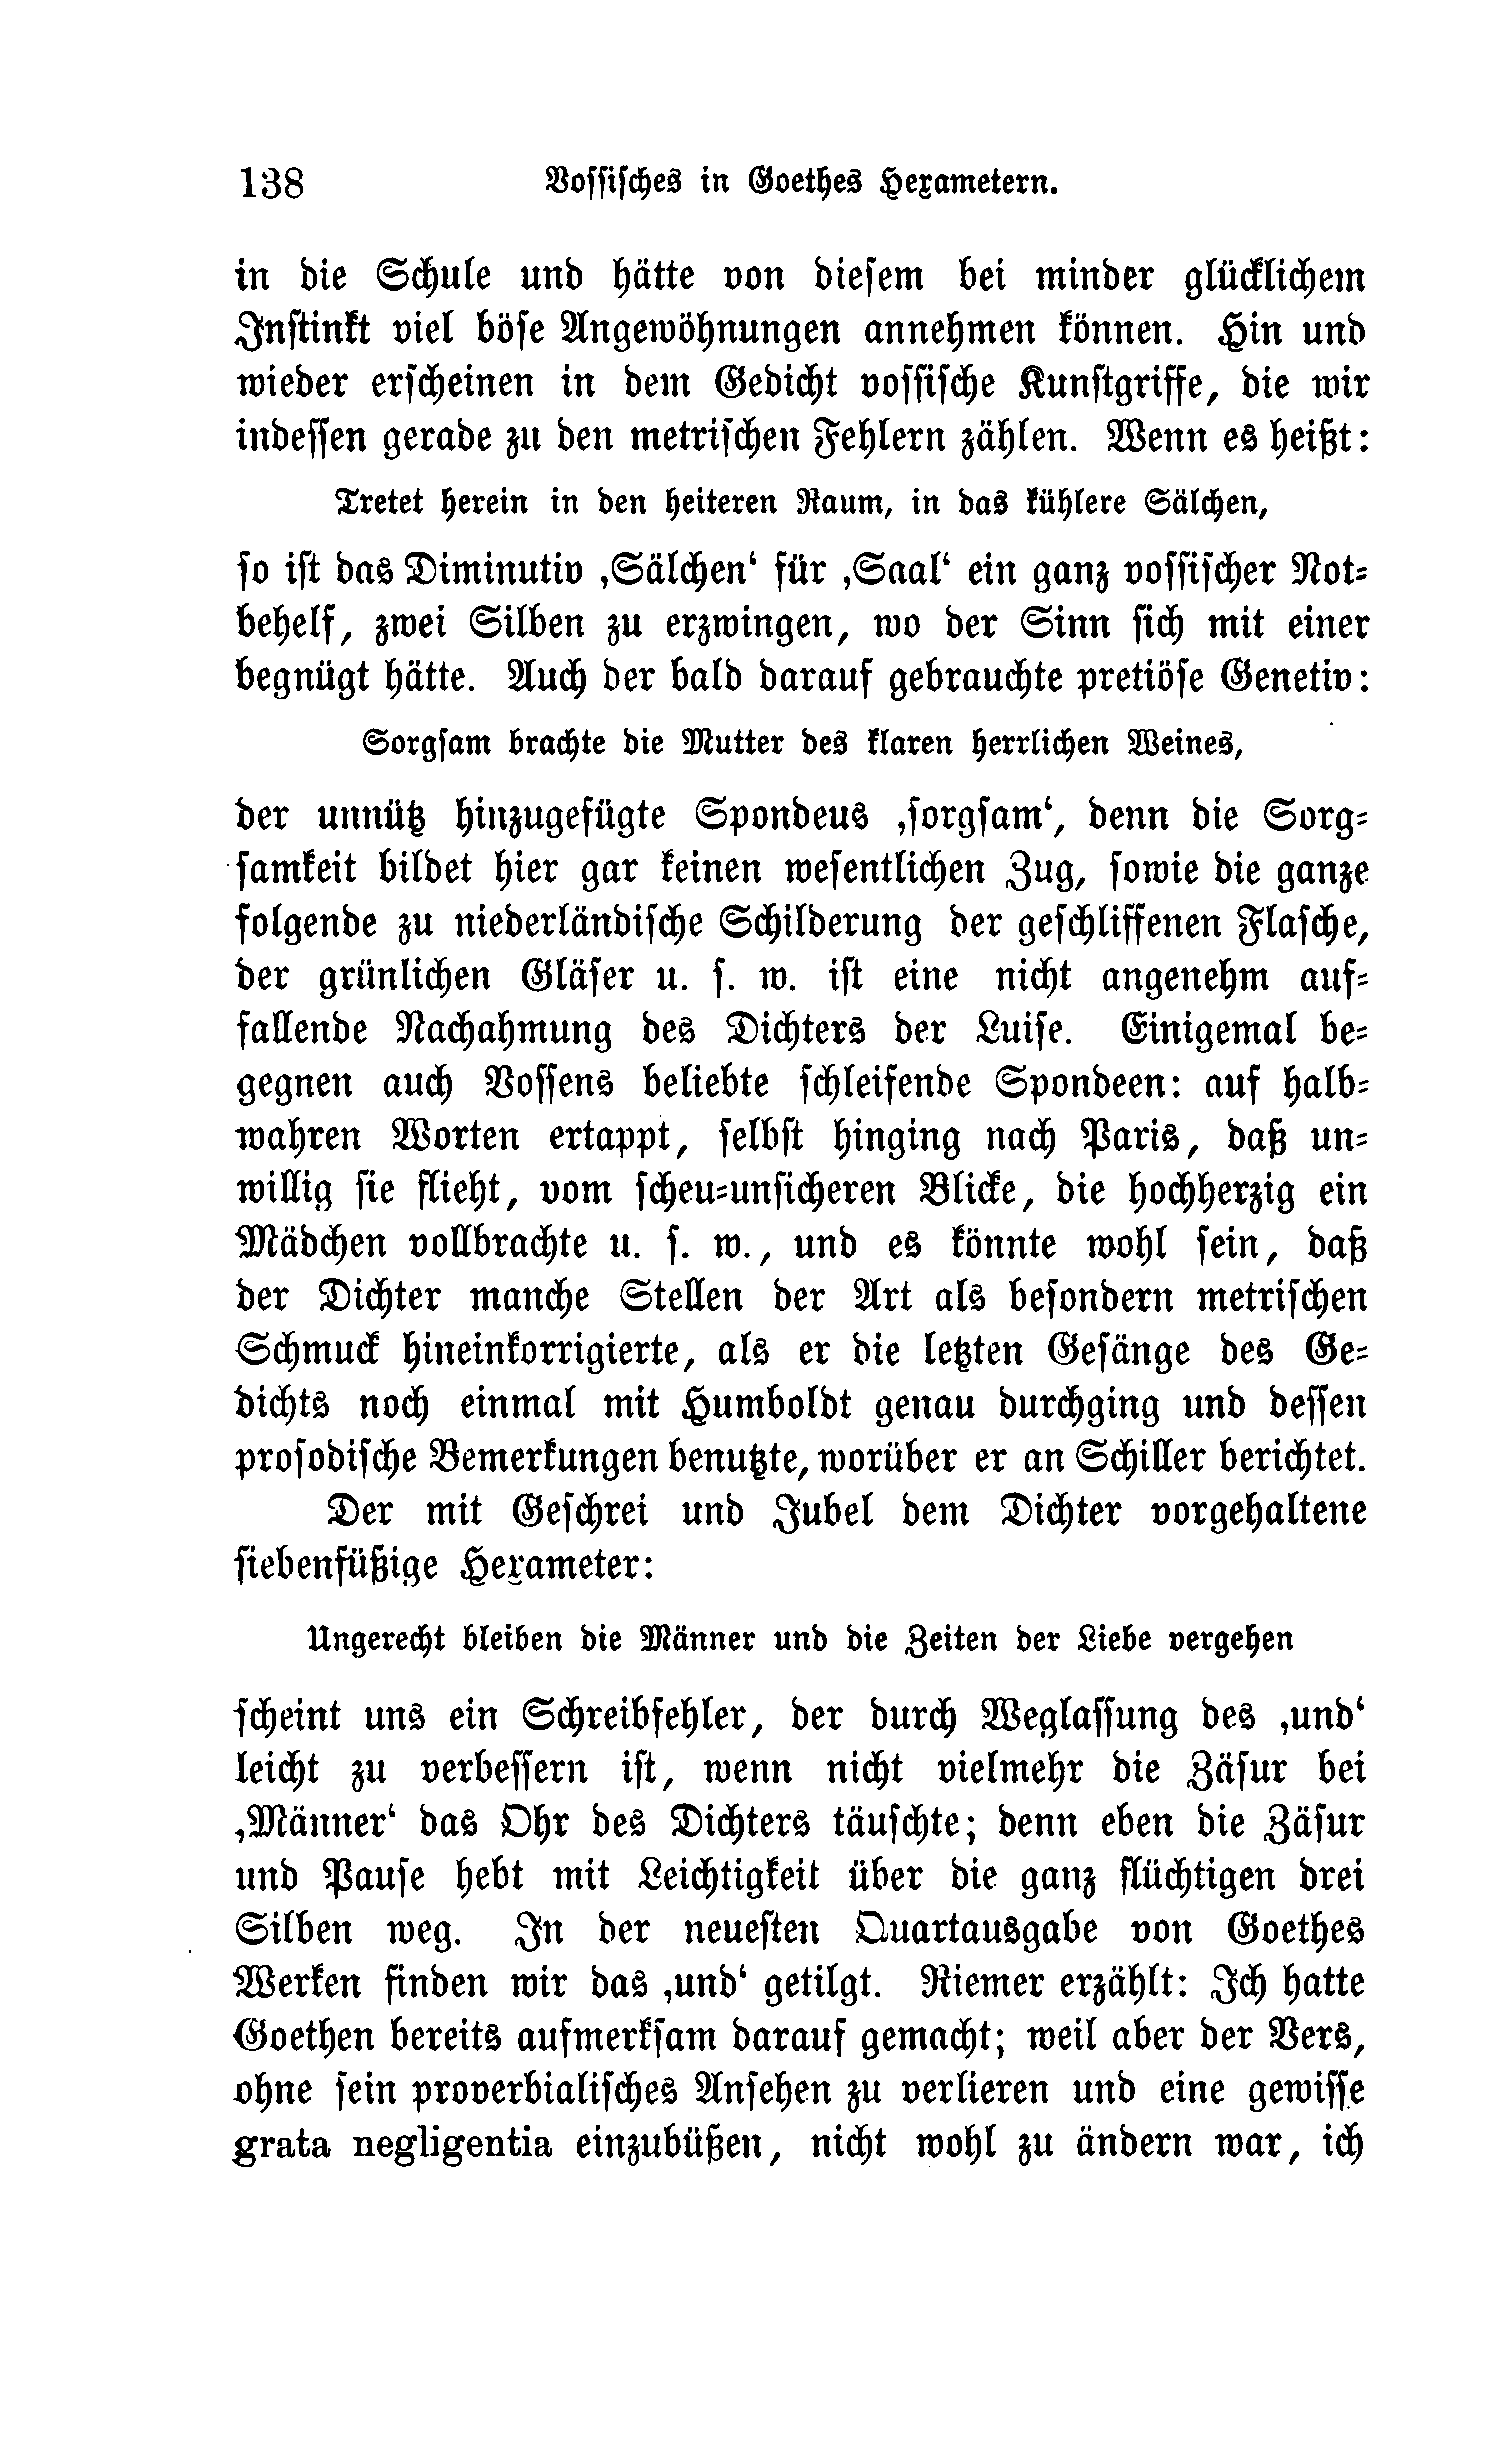 138 Vossisches in Goethes Hexametern.
in die Schule und hätte von diesem bei minder glücklichem
Instinkt viel böse Angewöhnungen annehmen können. Hin und
wieder erscheinen in dem Gedicht vossische Kunstgriffe, die wir
indessen gerade zu den metrischen Fehlern zählen. Wenn es heißt:
Tretet herein in den heiteren Raum, in das kühlere Sälchen,
so ist das Diminutiv ‚Sälchen‘ für ‚Saal‘ ein ganz vossischer Not-
behelf, zwei Silben zu erzwingen, wo der Sinn sich mit einer
begnügt hätte. Auch der bald darauf gebrauchte pretiöse Genetiv:
Sorgsam brachte die Mutter des klaren herrlichen Weines,
der unnütz hinzugefügte Spondeus ‚sorgsam‘, denn die Sorg-
samkeit bildet hier gar keinen wesentlichen Zug, sowie die ganze
folgende zu niederländische Schilderung der geschliffenen Flasche,
der grünlichen Gläser u. s. w. ist eine nicht angenehm auf-
fallende Nachahmung des Dichters der Luise. Einigemal be-
gegnen auch Vossens beliebte schleifende Spondeen: auf halb-
wahren Worten ertappt, selbst hinging nach Paris, daß un-
willig sie flieht, vom scheu-unsicheren Blicke, die hochherzig ein
Mädchen vollbrachte u. s. w., und es könnte wohl sein, daß
der Dichter manche Stellen der Art als besondern metrischen
Schmuck hineinkorrigierte, als er die letzten Gesänge des Ge-
dichts noch einmal mit Humboldt genau durchging und dessen
prosodische Bemerkungen benutzte, worüber er an Schiller berichtet.
Der mit Geschrei und Jubel dem Dichter vorgehaltene
siebenfüßige Hexameter:
Ungerecht bleiben die Männer und die Zeiten der Liebe vergehen
scheint uns ein Schreibfehler, der durch Weglassung des ‚und‘
leicht zu verbessern ist, wenn nicht vielmehr die Zäsur bei
‚Männer‘ das Ohr des Dichters täuschte; denn eben die Zäsur
und Pause hebt mit Leichtigkeit über die ganz flüchtigen drei
Silben weg. In der neuesten Quartausgabe von Goethes
Werken finden wir das ‚und‘ getilgt. Riemer erzählt: Ich hatte
Goethen bereits aufmerksam darauf gemacht; weil aber der Vers,
ohne sein proverbialisches Ansehen zu verlieren und eine gewisse
grata negligentia einzubüßen, nicht wohl zu ändern war, ich